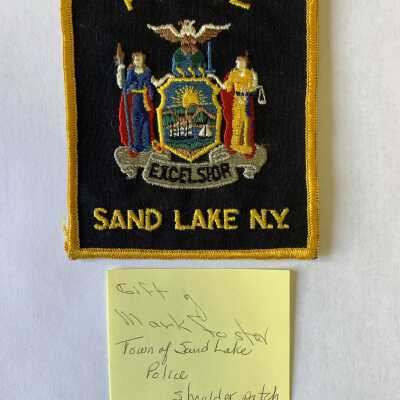 EXCELSIOR
SAND LAKE N.Y.
Gift of
Mark Foster
Town of Sand Lake
Police
shoulder patch